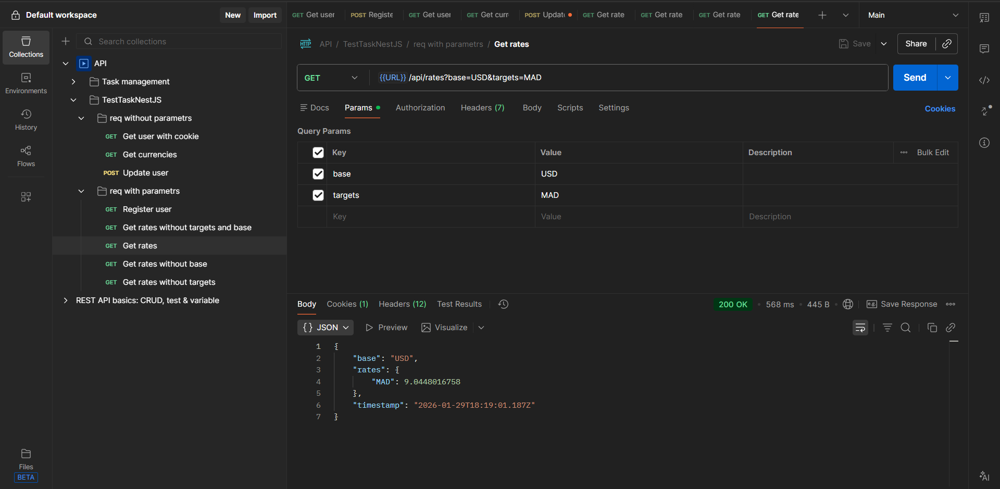 Default workspace
New
Import
GET Get user
POST Registe
GET Get user
GET Get curr
POST Updat
GET Get rate
GET Get rate
GET Get rate
GET Get rate
Main
Collections
Environments
History
Flows
Files
BETA
Search collections
API
Task management
TestTaskNestJS
req without parametrs
GET Get user with cookie
GET Get currencies
POST Update user
req with parametrs
GET Register user
GET Get rates without targets and base
GET Get rates
GET Get rates without base
GET Get rates without targets
REST API basics: CRUD, test & variable
HTTP API / TestTaskNestJS / req with parametrs / Get rates
Save
Share
GET
{{URL}} /api/rates?base=USD&targets=MAD
Send
Docs
Params
Authorization
Headers (7)
Body
Scripts
Settings
Cookies
Query Params
Key Value Description Bulk Edit
base USD
targets MAD
Key Value Description
Body
Cookies (1)
Headers (12)
Test Results
200 OK
568 ms
445 B
e.g. Save Response
{} JSON
Preview
Visualize
1 {
2 "base": "USD",
3 "rates": {
4 "MAD": 9.0448016758
5 },
6 "timestamp": "2026-01-29T18:19:01.187Z"
7 }
AI